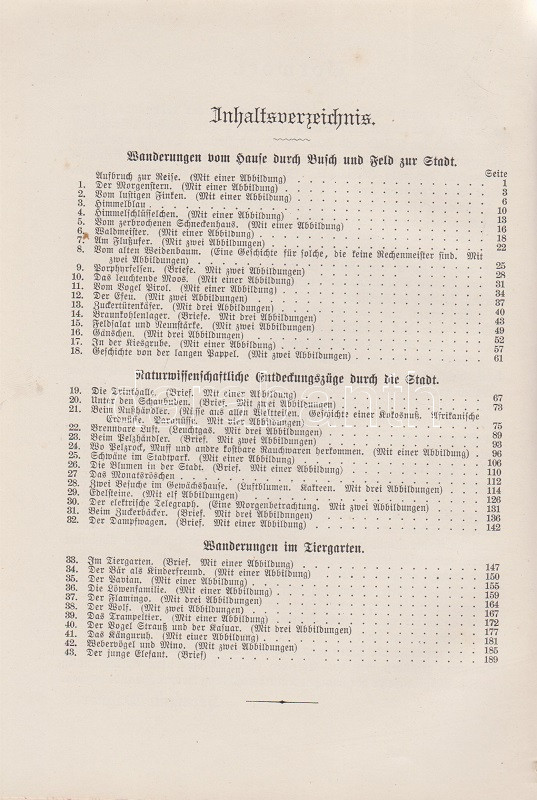 Inhaltsverzeichnis.
Wanderungen vom Hause durch Busch und Feld zur Stadt.
Seite
Aufbruch zur Reise. (Mit einer Abbildung) 1
1. Der Morgenstern. (Mit einer Abbildung) 3
2. Vom lustigen Finken. (Mit einer Abbildung) 6
3. Himmelblau
4. Himmelschlüsselchen. (Mit einer Abbildung) 10
5. Vom zerbrochenen Schneckenhaus. (Mit einer Abbildung) 13
6. Waldmeister. (Mit einer Abbildung) 16
7. Am Flußufer. (Mit zwei Abbildungen) 18
8. Vom alten Weidenbaum. (Eine Geschichte für solche, die keine Rechenmeister sind. Mit 22
zwei Abbildungen)
9. Porphyrfelsen. (Briefe. Mit zwei Abbildungen) 25
10. Das leuchtende Moos. (Mit einer Abbildung) 28
11. Vom Vogel Pirol. (Mit einer Abbildung) 31
12. Der Efeu. (Mit zwei Abbildungen) 34
13. Zuckertütenkäfer. (Mit drei Abbildungen) 37
14. Braunkohlenlager. (Briefe. Mit drei Abbildungen) 40
15. Feldsalat und Neunstärke. (Mit zwei Abbildungen) 43
16. Gänschen. (Mit drei Abbildungen) 49
17. In der Kiesgrube. (Mit einer Abbildung) 52
18. Geschichte von der langen Pappel. (Mit einer Abbildung) 57
61
Naturwissenschaftliche Entdeckungszüge durch die Stadt.
19. Die Trinkhalle. (Brief. Mit einer Abbildung) 67
20. Unter den Schaubuden. (Brief. Mit zwei Abbildungen) 73
21. Beim Nußhändler. (Nüsse aus allen Weltteilen. Geschichte einer Kokosnuß. Afrikanische
Erdnüsse. Paranüsse. Mit vier Abbildungen) 75
22. Brennbare Luft. (Leuchtgas. Mit drei Abbildungen) 89
23. Beim Pelzhändler. (Brief. Mit zwei Abbildungen) 93
24. Wo Pelzrock, Muff und andre kostbare Rauchwaren herkommen. (Mit einer Abbildung) 96
25. Schwäne im Stadtpark. (Mit einer Abbildung) 106
26. Die Blumen in der Stadt. (Brief. Mit einer Abbildung) 110
27 Das Monatsröschen 112
28. Zwei Besuche im Gewächshause. (Luftblumen. Kakteen. Mit drei Abbildungen) 114
29. Edelsteine. (Mit elf Abbildungen) 126
30. Der elektrische Telegraph. (Eine Morgenbetrachtung. Mit zwei Abbildungen) 131
31. Beim Zuckerbäcker. (Brief. Mit drei Abbildungen) 136
32. Der Dampfwagen. (Brief. Mit einer Abbildung) 142
Wanderungen im Tiergarten.
33. Im Tiergarten. (Brief. Mit einer Abbildung) 147
34. Der Bär als Kinderfreund. (Mit einer Abbildung) 150
35. Der Pavian. (Mit einer Abbildung) 155
36. Die Löwenfamilie. (Mit einer Abbildung) 159
37. Der Flamingo. (Mit drei Abbildungen) 164
38. Der Wolf. (Mit zwei Abbildungen) 167
39. Das Trampeltier. (Mit einer Abbildung) 172
40. Der Vogel Strauß und der Kasuar. (Mit drei Abbildungen) 177
41. Das Känguruh. (Mit einer Abbildung) 181
42. Webervögel und Mino. (Mit zwei Abbildungen) 185
43. Der junge Elefant. (Brief) 189